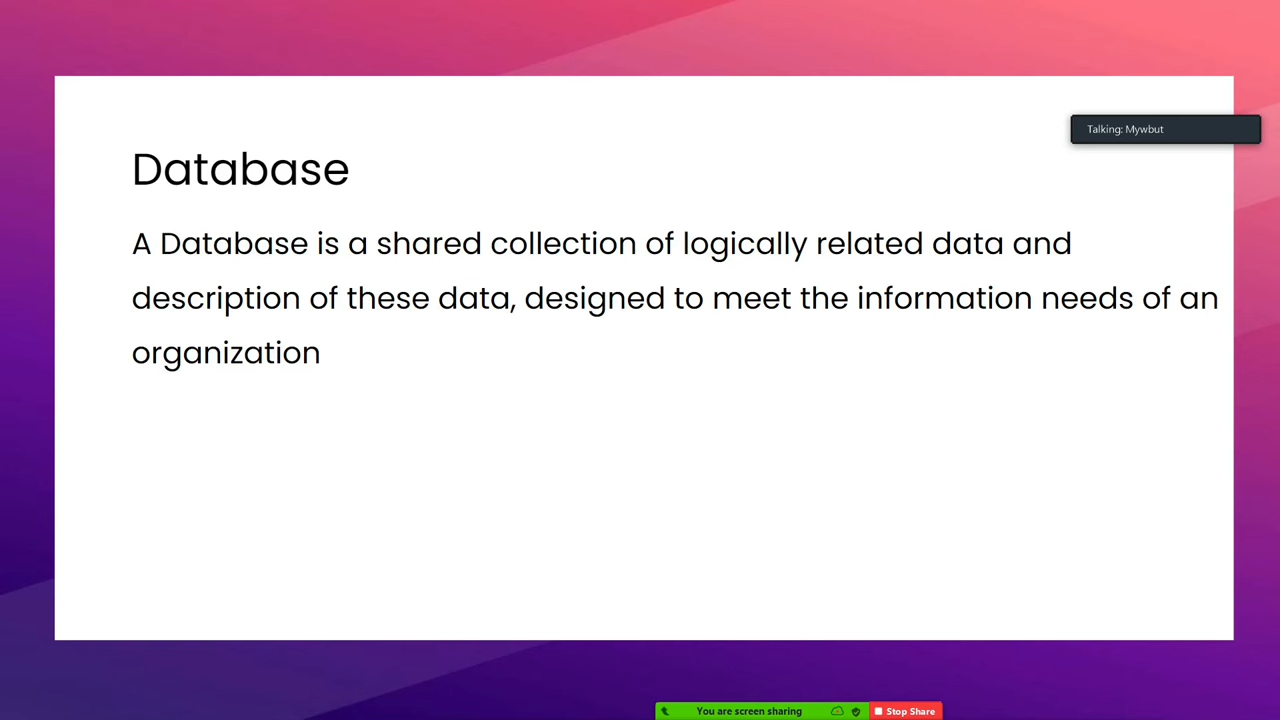 Talking: Mywbut
Database
A Database is a shared collection of logically related data and
description of these data, designed to meet the information needs of an
organization
You are screen sharing
Stop Share